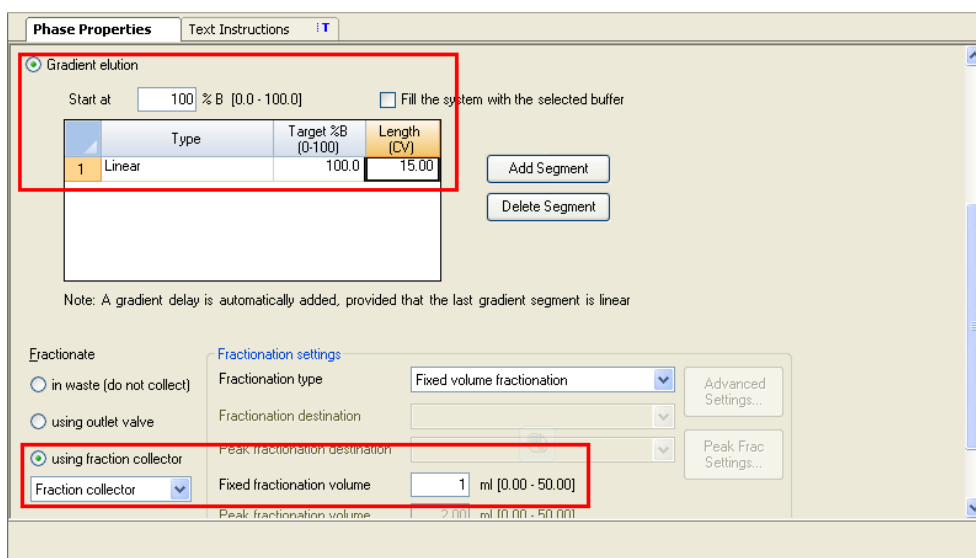 Phase Properties Text Instructions T
Gradient elution
Start at 100 % B [0.0 - 100.0] Fill the system with the selected buffer
Type Target %B (0-100) Length (CV)
1 Linear 100.0 15.00
Add Segment
Delete Segment
Note: A gradient delay is automatically added, provided that the last gradient segment is linear
Fractionate
in waste (do not collect)
using outlet valve
using fraction collector
Fraction collector
Fractionation settings
Fractionation type Fixed volume fractionation
Advanced Settings...
Fractionation destination
Peak fractionation destination
Peak Frac Settings...
Fixed fractionation volume 1 ml [0.00 - 50.00]
Peak fractionation volume 2.00 ml [0.00 - 50.00]